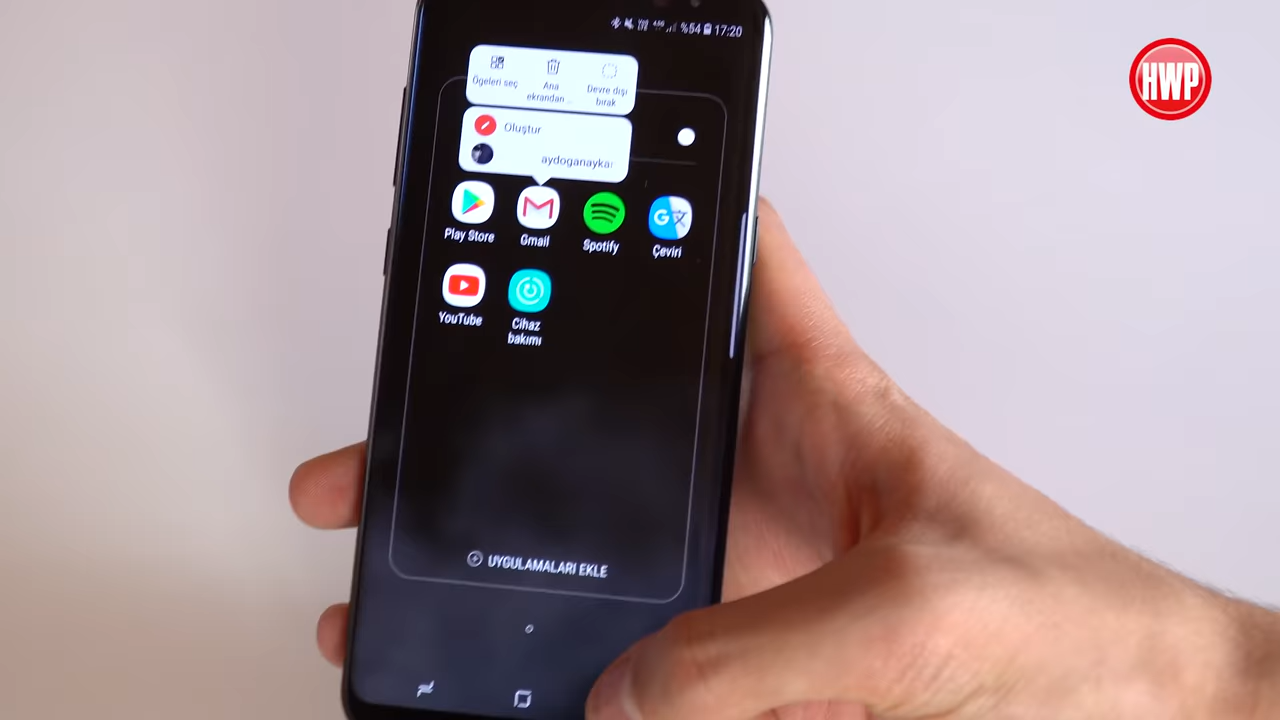 %54 17:20
HWP
Ögeleri seç
Ana
ekrandan ...
Devre dışı
bırak
Oluştur
aydoganaykar
Play Store
Gmail
Spotify
Çeviri
YouTube
Cihaz
bakımı
UYGULAMALARI EKLE